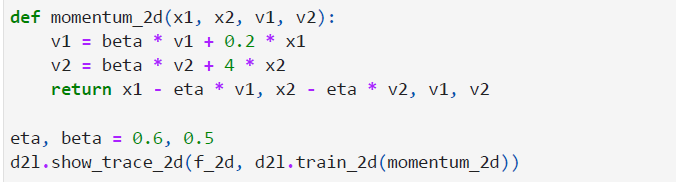 def momentum_2d(x1, x2, v1, v2):
    v1 = beta * v1 + 0.2 * x1
    v2 = beta * v2 + 4 * x2
    return x1 - eta * v1, x2 - eta * v2, v1, v2

eta, beta = 0.6, 0.5
d2l.show_trace_2d(f_2d, d2l.train_2d(momentum_2d))